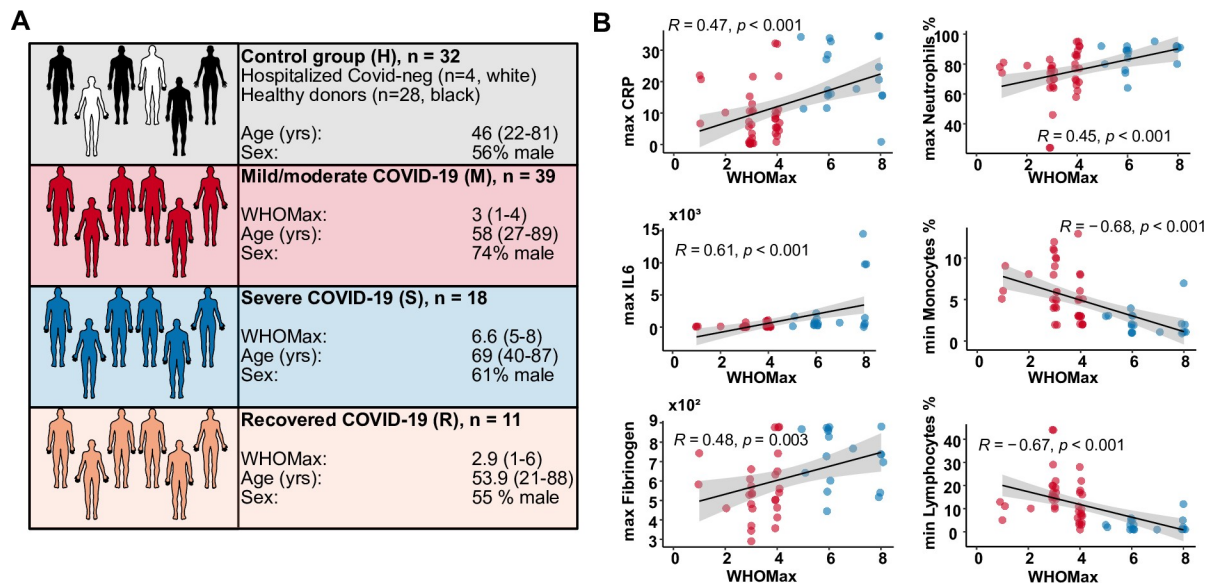 A
Control group (H), n = 32
Hospitalized Covid-neg (n=4, white)
Healthy donors (n=28, black)
Age (yrs): 46 (22-81)
Sex: 56% male
Mild/moderate COVID-19 (M), n = 39
WHOMax: 3 (1-4)
Age (yrs): 58 (27-89)
Sex: 74% male
Severe COVID-19 (S), n = 18
WHOMax: 6.6 (5-8)
Age (yrs): 69 (40-87)
Sex: 61% male
Recovered COVID-19 (R), n = 11
WHOMax: 2.9 (1-6)
Age (yrs): 53.9 (21-88)
Sex: 55 % male
B
R = 0.47, p < 0.001
max CRP
30
20
10
0
0 2 4 6 8
WHOMax
R = 0.45, p < 0.001
max Neutrophils %
100
80
60
40
0 2 4 6 8
WHOMax
x10³
R = 0.61, p < 0.001
max IL6
15
10
5
0
0 2 4 6 8
WHOMax
R = −0.68, p < 0.001
min Monocytes %
10
5
0
0 2 4 6 8
WHOMax
x10²
R = 0.48, p = 0.003
max Fibrinogen
9
8
7
6
5
4
3
0 2 4 6 8
WHOMax
R = −0.67, p < 0.001
min Lymphocytes %
40
30
20
10
0
0 2 4 6 8
WHOMax